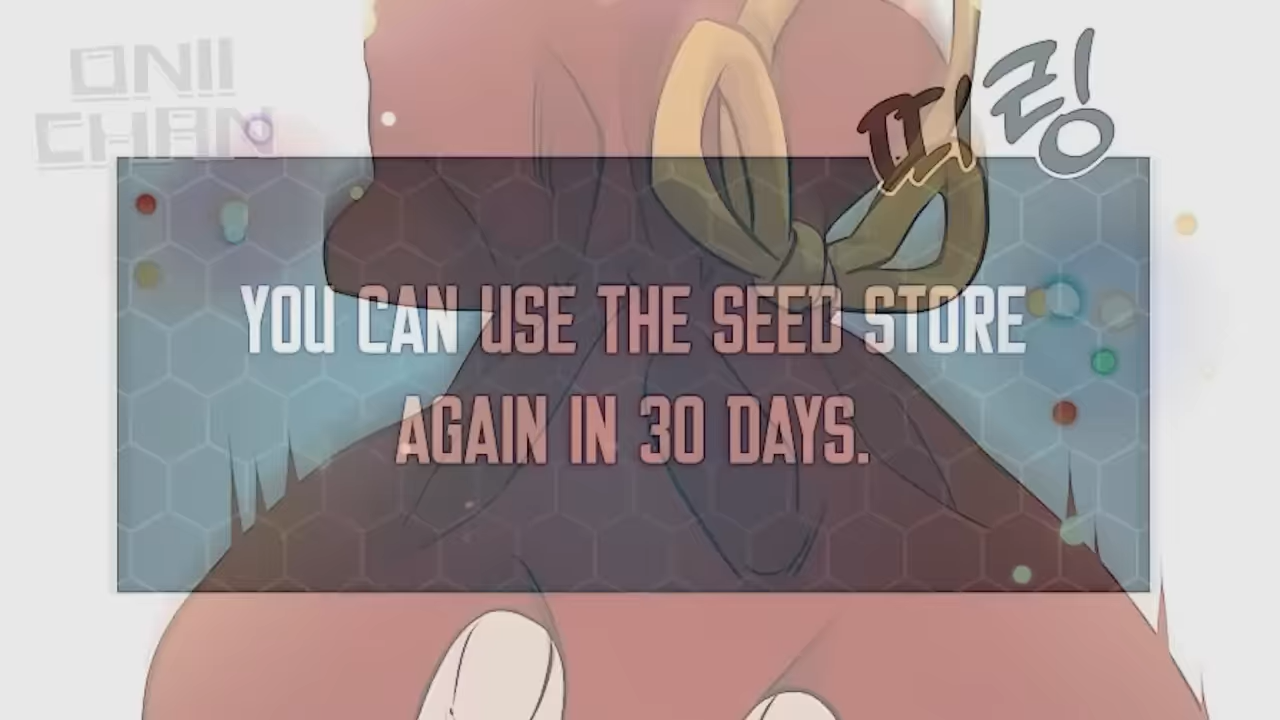 ONII
CHAN
띠링
YOU CAN USE THE SEED STORE
AGAIN IN 30 DAYS.